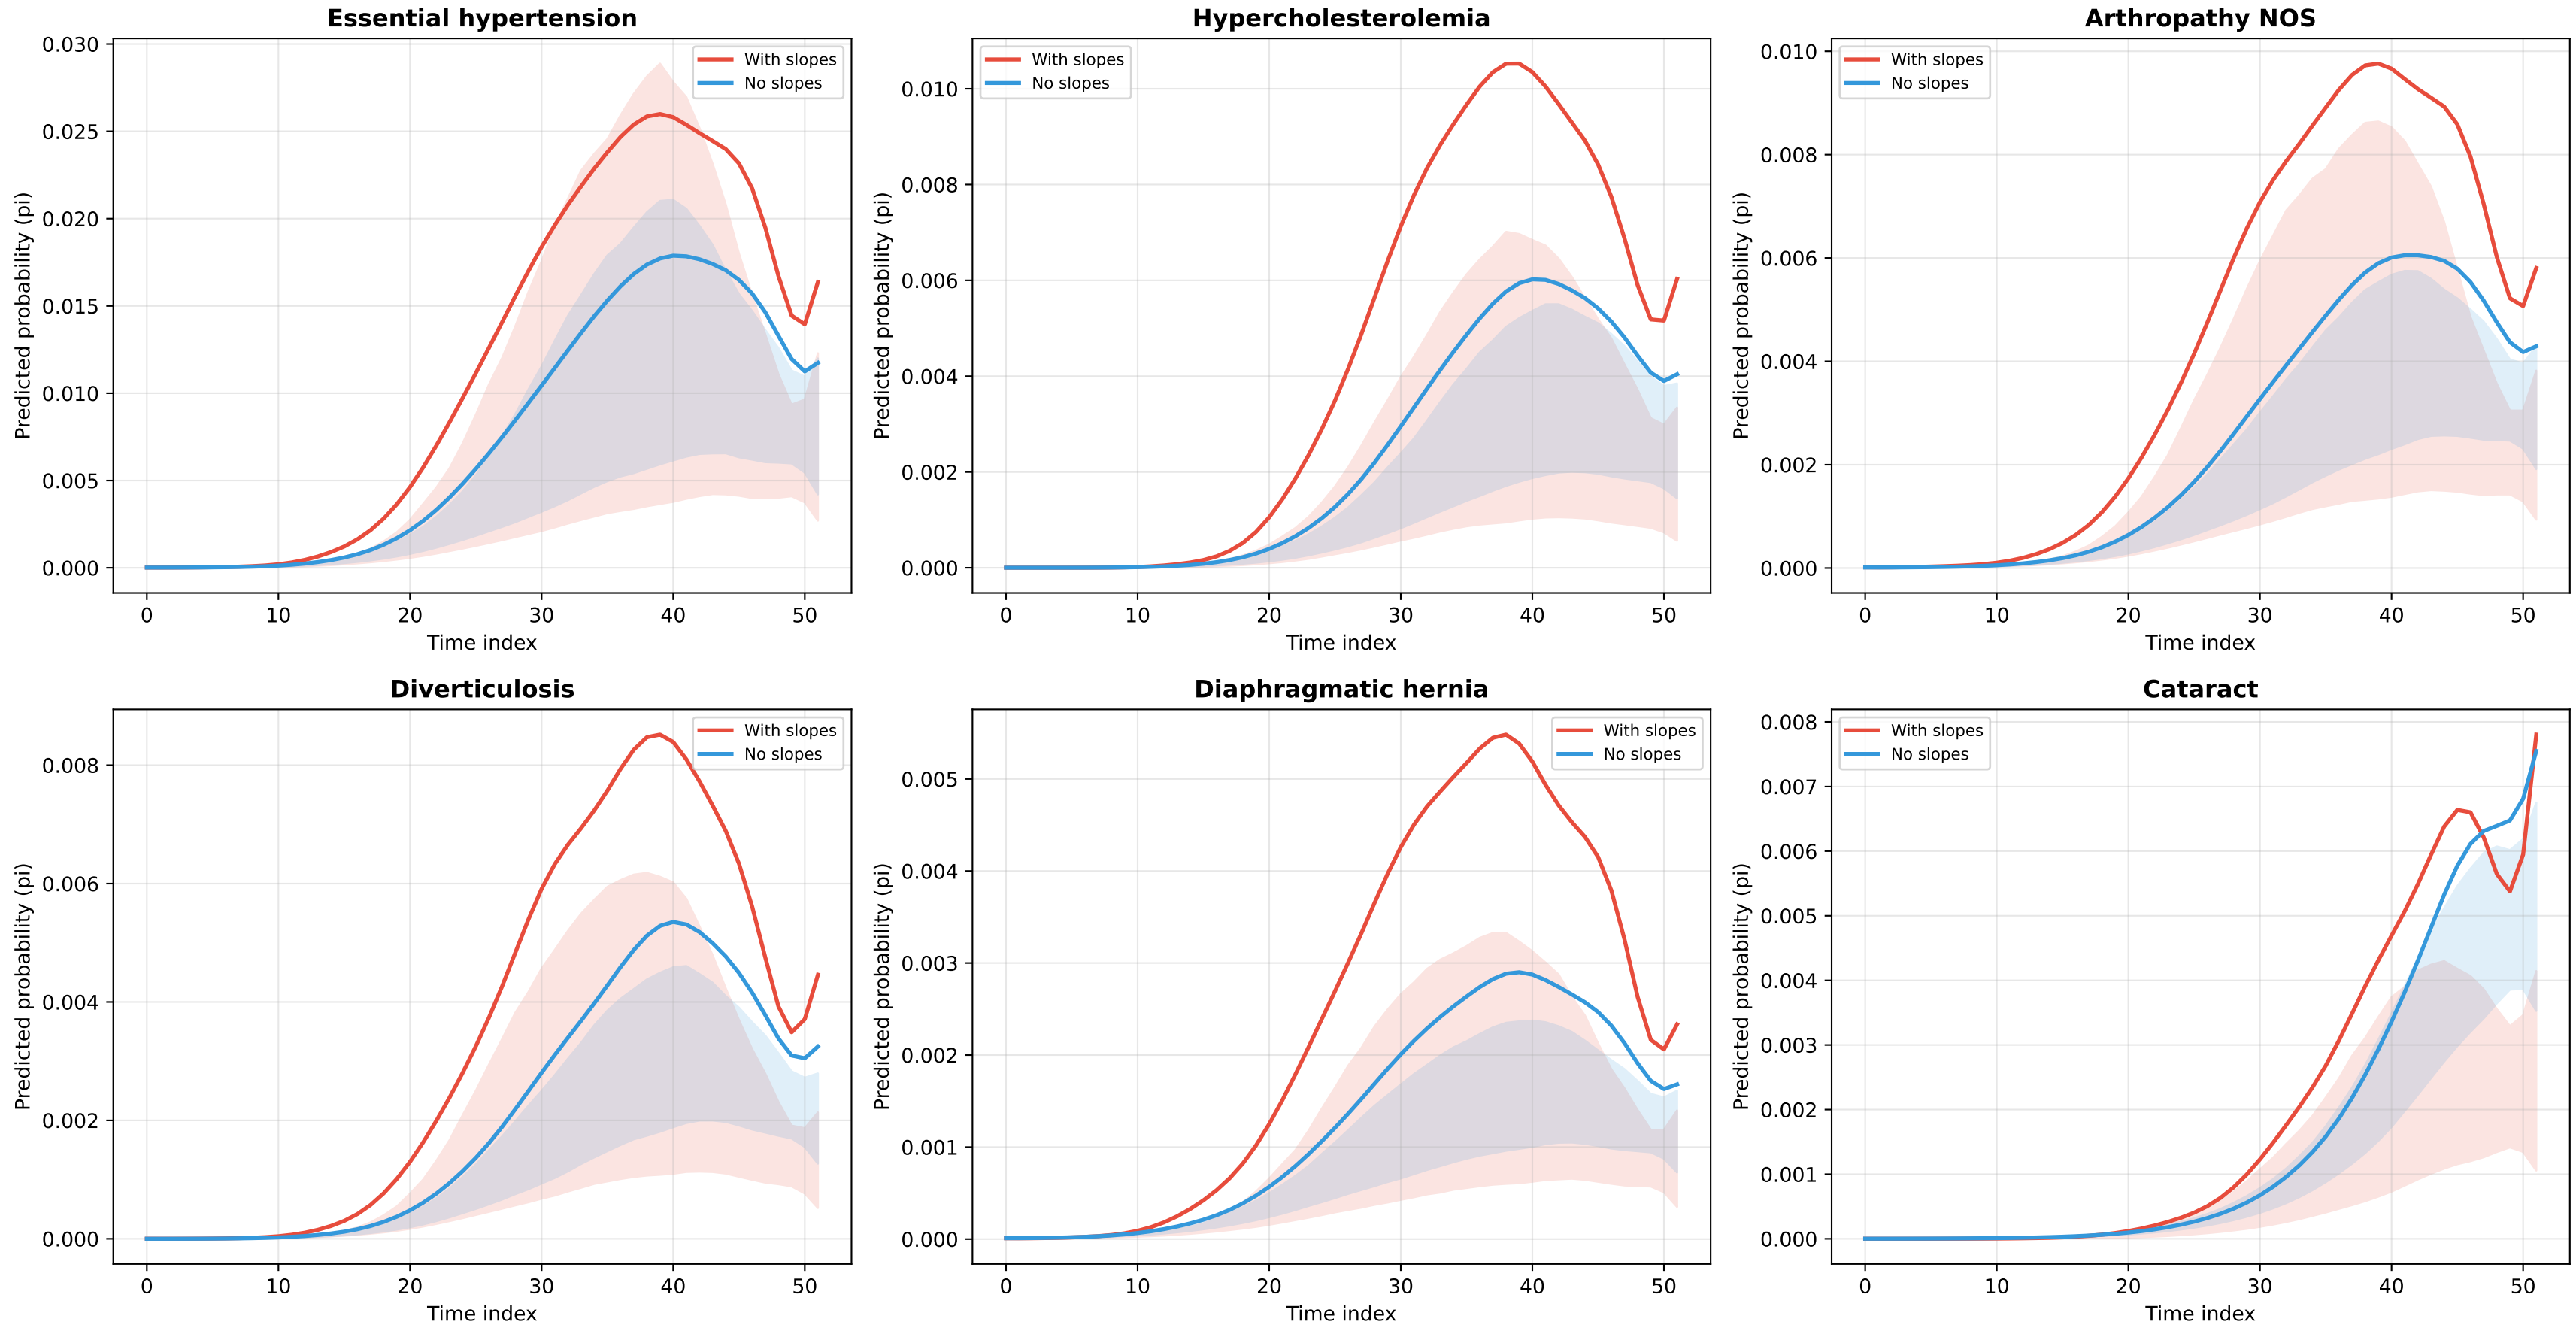 Essential hypertension
With slopes
No slopes
0.030
0.025
0.020
0.015
0.010
0.005
0.000
Predicted probability (pi)
0 10 20 30 40 50
Time index
Hypercholesterolemia
With slopes
No slopes
0.010
0.008
0.006
0.004
0.002
0.000
Predicted probability (pi)
0 10 20 30 40 50
Time index
Arthropathy NOS
With slopes
No slopes
0.010
0.008
0.006
0.004
0.002
0.000
Predicted probability (pi)
0 10 20 30 40 50
Time index
Diverticulosis
With slopes
No slopes
0.008
0.006
0.004
0.002
0.000
Predicted probability (pi)
0 10 20 30 40 50
Time index
Diaphragmatic hernia
With slopes
No slopes
0.005
0.004
0.003
0.002
0.001
0.000
Predicted probability (pi)
0 10 20 30 40 50
Time index
Cataract
With slopes
No slopes
0.008
0.007
0.006
0.005
0.004
0.003
0.002
0.001
0.000
Predicted probability (pi)
0 10 20 30 40 50
Time index